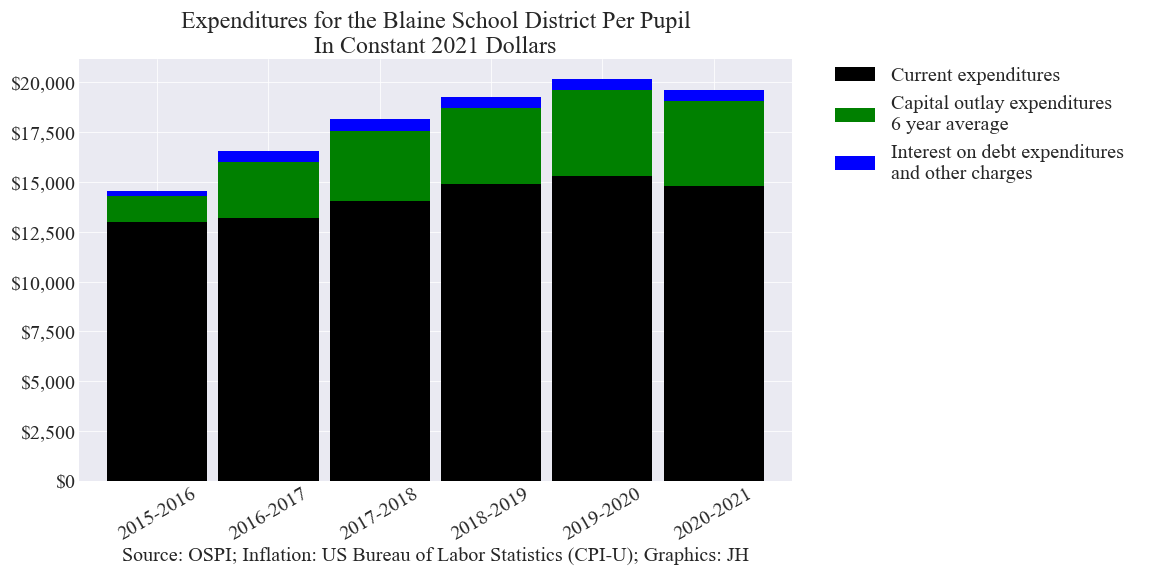 Expenditures for the Blaine School District Per Pupil
In Constant 2021 Dollars
$20,000
$17,500
$15,000
$12,500
$10,000
$7,500
$5,000
$2,500
$0
2015-2016
2016-2017
2017-2018
2018-2019
2019-2020
2020-2021
Source: OSPI; Inflation: US Bureau of Labor Statistics (CPI-U); Graphics: JH
Current expenditures
Capital outlay expenditures
6 year average
Interest on debt expenditures
and other charges